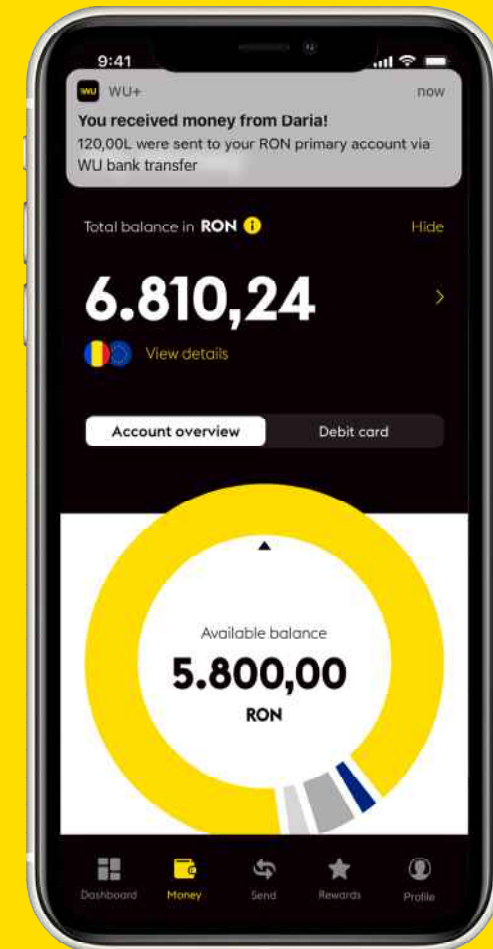 9:41
WU WU+ now
You received money from Daria!
120,00L were sent to your RON primary account via
WU bank transfer
Total balance in RON i Hide
6.810,24
View details
Account overview Debit card
Available balance
5.800,00
RON
Dashboard Money Send Rewards Profile